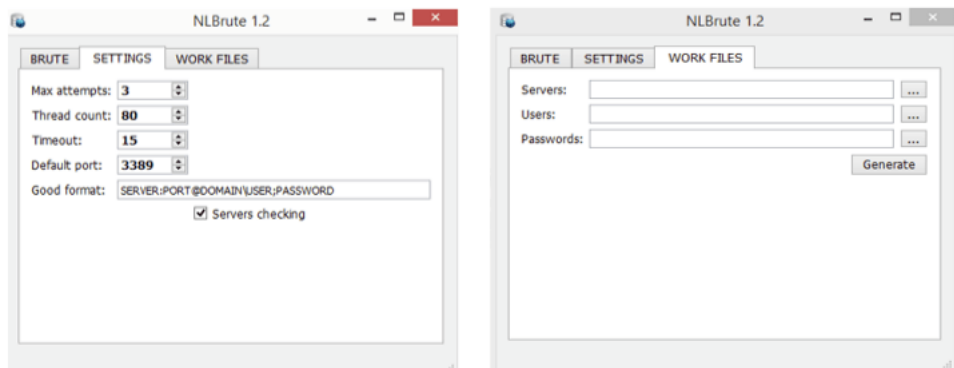 NLBrute 1.2
BRUTE SETTINGS WORK FILES
Max attempts: 3
Thread count: 80
Timeout: 15
Default port: 3389
Good format: SERVER:PORT@DOMAIN\USER;PASSWORD
Servers checking
NLBrute 1.2
BRUTE SETTINGS WORK FILES
Servers: ...
Users: ...
Passwords: ...
Generate